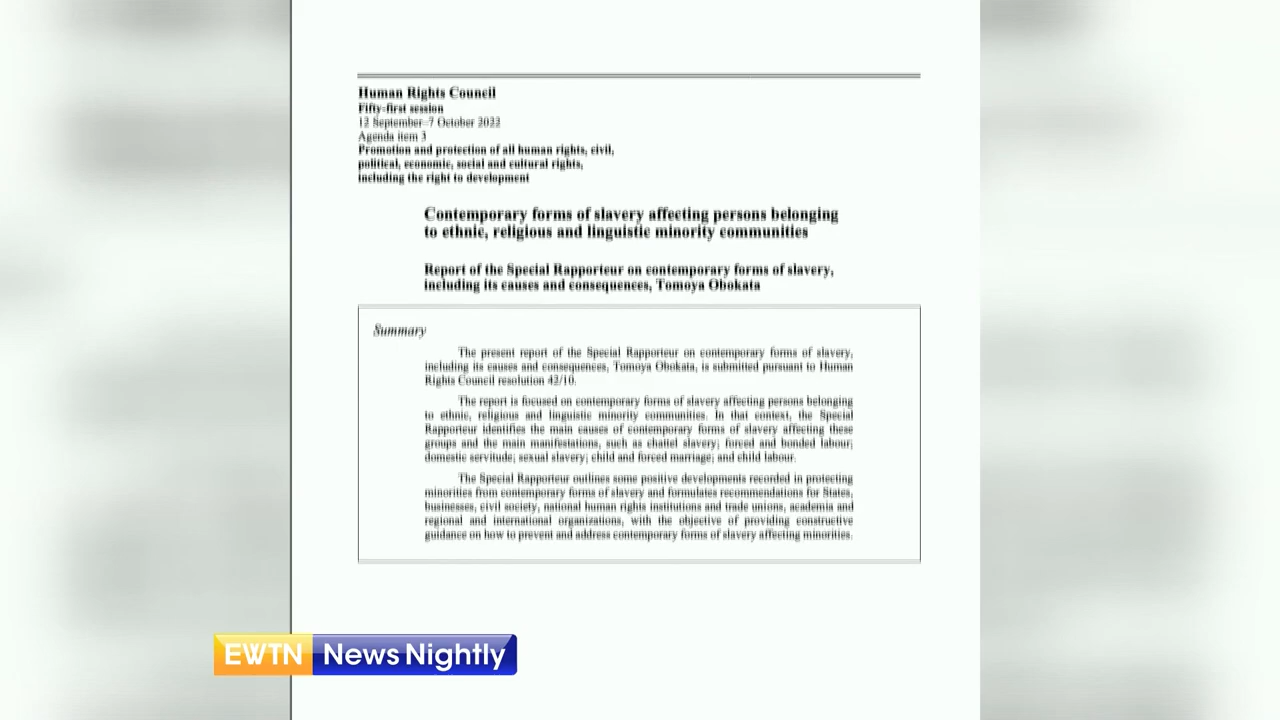 Human Rights Council
Fifty-first session
12 September–7 October 2022
Agenda item 3
Promotion and protection of all human rights, civil,
political, economic, social and cultural rights,
including the right to development
Contemporary forms of slavery affecting persons belonging
to ethnic, religious and linguistic minority communities
Report of the Special Rapporteur on contemporary forms of slavery,
including its causes and consequences, Tomoya Obokata
Summary
The present report of the Special Rapporteur on contemporary forms of slavery,
including its causes and consequences, Tomoya Obokata, is submitted pursuant to Human
Rights Council resolution 42/10.
The report is focused on contemporary forms of slavery affecting persons belonging
to ethnic, religious and linguistic minority communities. In that context, the Special
Rapporteur identifies the main causes of contemporary forms of slavery affecting these
groups and the main manifestations, such as chattel slavery; forced and bonded labour;
domestic servitude; sexual slavery; child and forced marriage; and child labour.
The Special Rapporteur outlines some positive developments recorded in protecting
minorities from contemporary forms of slavery and formulates recommendations for States,
businesses, civil society, national human rights institutions and trade unions, academia and
regional and international organizations, with the objective of providing constructive
guidance on how to prevent and address contemporary forms of slavery affecting minorities.
EWTN News Nightly